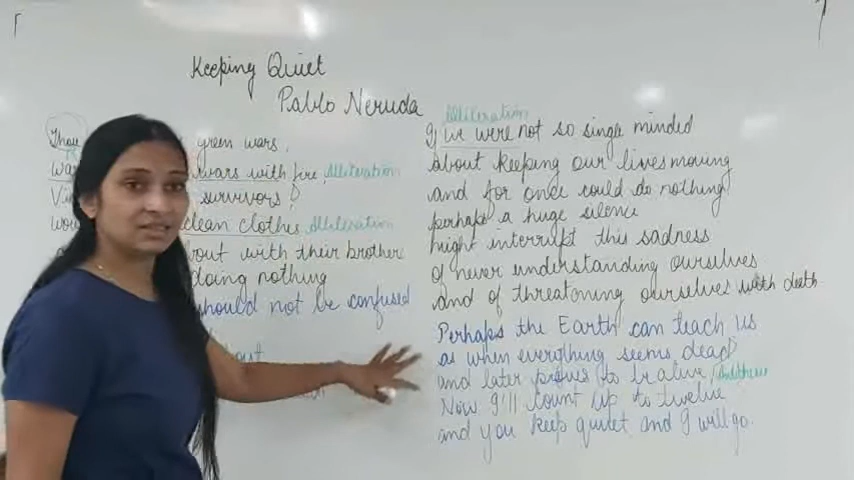 Keeping Quiet
Pablo Neruda
Those green wars,
wars with fire, Alliteration
survivors,
clean clothes Alliteration
out with their brothers
doing nothing
should not be confused
Alliteration
If we were not so single minded
about keeping our lives moving
and for once could do nothing
perhaps a huge silence
might interrupt this sadness
of never understanding ourselves
and of threatening ourselves with death
Perhaps the Earth can teach us
as when everything seems dead
and later proves to be alive,
Now I'll count up to twelve
and you keep quiet and I will go.